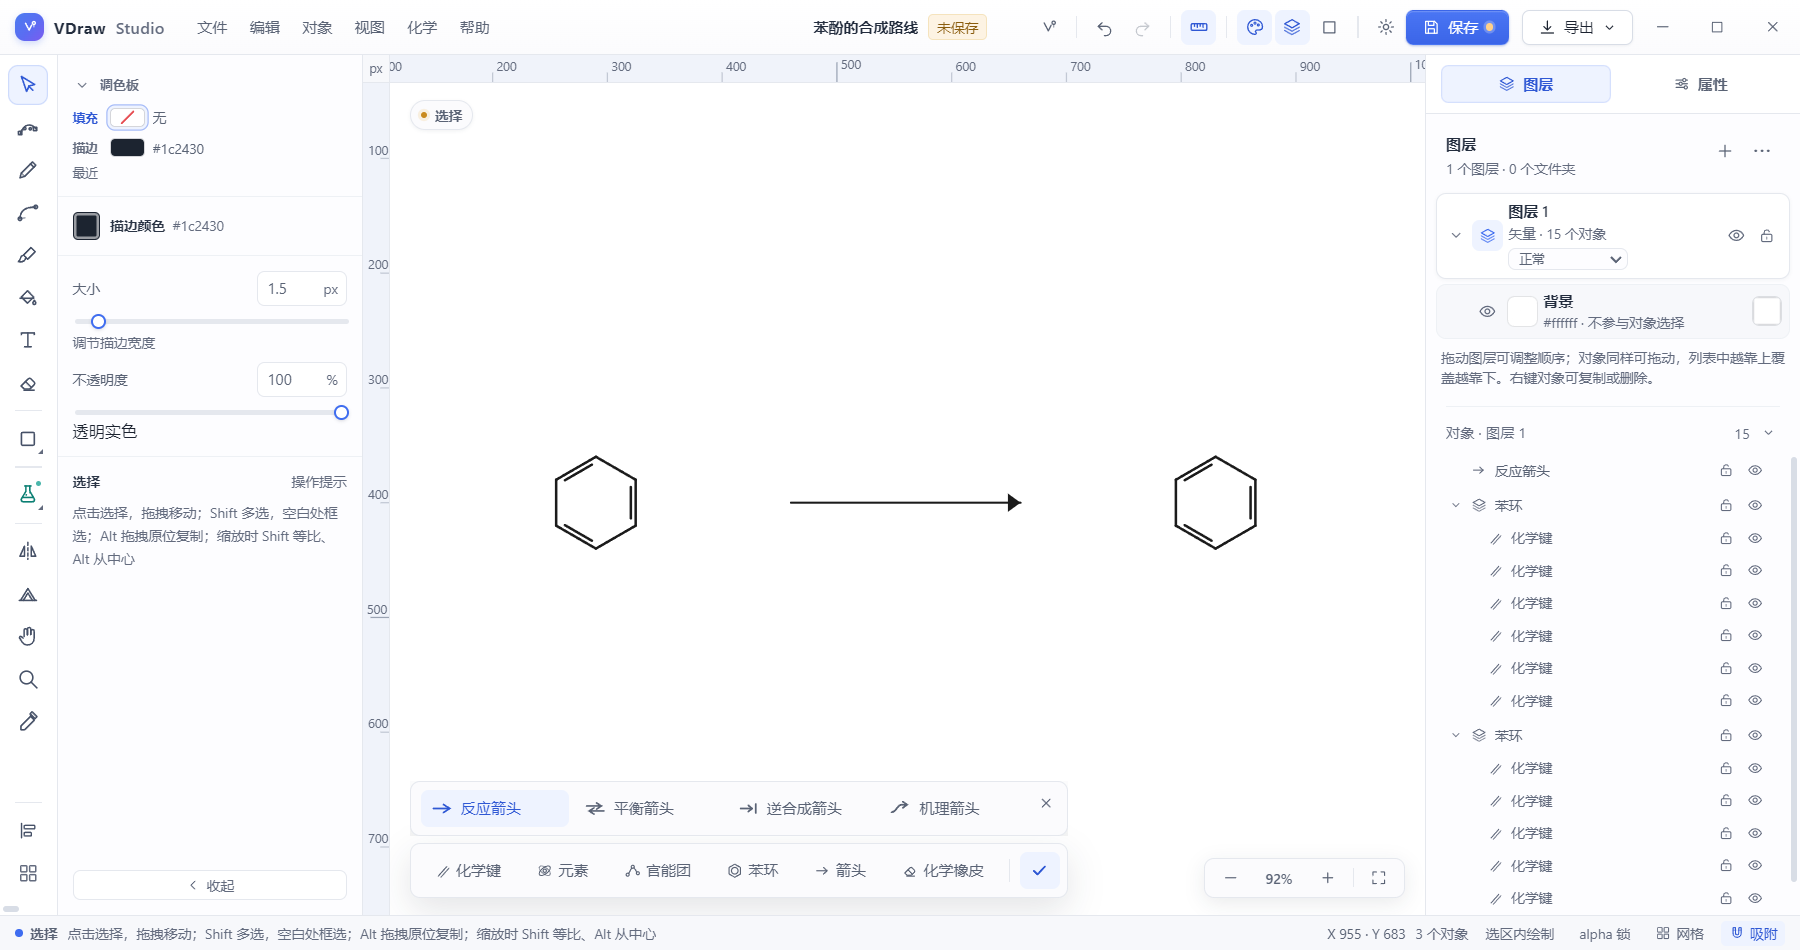 VDraw Studio 文件 编辑 对象 视图 化学 帮助 苯酚的合成路线 未保存 保存 导出
px 00 200 300 400 500 600 700 800 900 10
调色板
填充 无
描边 #1c2430
最近
描边颜色 #1c2430
大小 1.5 px
调节描边宽度
不透明度 100 %
透明实色
选择 操作提示
点击选择，拖拽移动；Shift 多选，空白处框
选；Alt 拖拽原位复制；缩放时 Shift 等比、
Alt 从中心
收起
选择
100
200
300
400
500
600
700
反应箭头 平衡箭头 逆合成箭头 机理箭头
化学键 元素 官能团 苯环 箭头 化学橡皮
92%
图层 属性
图层
1 个图层 · 0 个文件夹
图层 1
矢量 · 15 个对象
正常
背景
#ffffff · 不参与对象选择
拖动图层可调整顺序；对象同样可拖动，列表中越靠上覆
盖越靠下。右键对象可复制或删除。
对象 · 图层 1 15
反应箭头
苯环
化学键
化学键
化学键
化学键
化学键
化学键
苯环
化学键
化学键
化学键
化学键
化学键
选择 点击选择，拖拽移动；Shift 多选，空白处框选；Alt 拖拽原位复制；缩放时 Shift 等比、Alt 从中心 X 955 · Y 683 3 个对象 选区内绘制 alpha 锁 网格 吸附